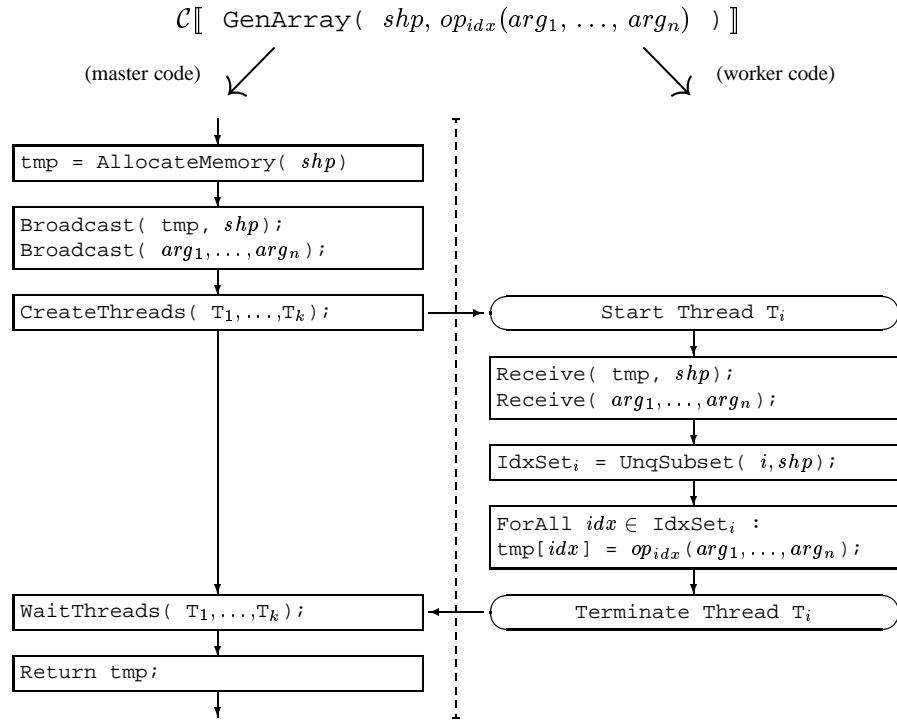 𝒞⟦ GenArray( shp, op_idx(arg_1, ..., arg_n) ) ⟧
(master code)
(worker code)
tmp = AllocateMemory( shp)
Broadcast( tmp, shp);
Broadcast( arg_1,...,arg_n);
CreateThreads( T_1,...,T_k);
Start Thread T_i
Receive( tmp, shp);
Receive( arg_1,...,arg_n);
IdxSet_i = UnqSubset( i,shp);
ForAll idx ∈ IdxSet_i :
tmp[idx] = op_idx(arg_1,...,arg_n);
WaitThreads( T_1,...,T_k);
Terminate Thread T_i
Return tmp;